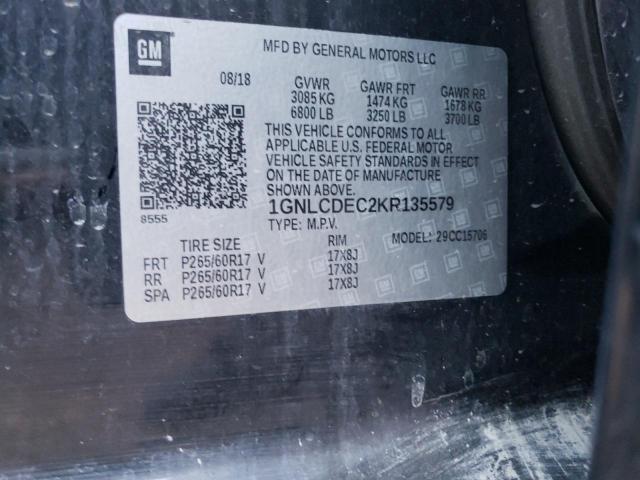 GM
MFD BY GENERAL MOTORS LLC
08/18 GVWR GAWR FRT GAWR RR
3085 KG 1474 KG 1678 KG
6800 LB 3250 LB 3700 LB
THIS VEHICLE CONFORMS TO ALL
APPLICABLE U.S. FEDERAL MOTOR
VEHICLE SAFETY STANDARDS IN EFFECT
ON THE DATE OF MANUFACTURE
SHOWN ABOVE.
8555
1GNLCDEC2KR135579
TYPE: M.P.V. MODEL: 29CC15706
TIRE SIZE RIM
FRT P265/60R17 V 17X8J
RR P265/60R17 V 17X8J
SPA P265/60R17 V 17X8J